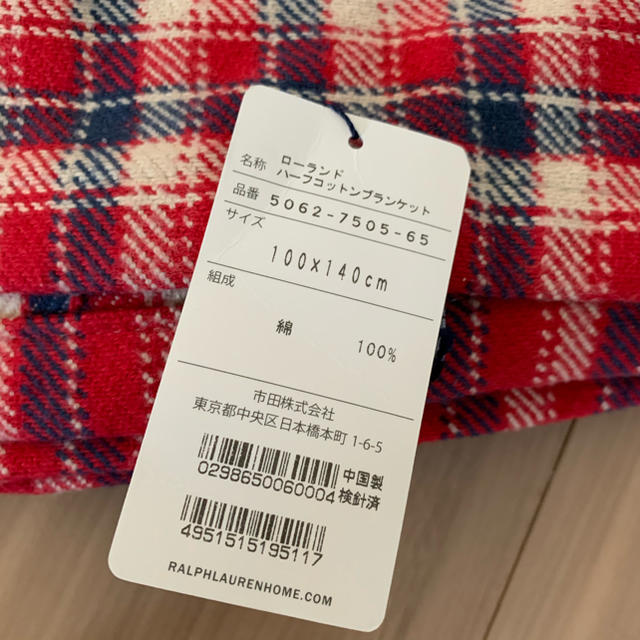 名称 ローランド
ハーフコットンブランケット
品番 5062-7505-65
サイズ
100×140cm
組成
綿 100%
市田株式会社
東京都中央区日本橋本町 1-6-5
0298650060004
中国製
検針済
4951515195117
RALPHLAURENHOME.COM